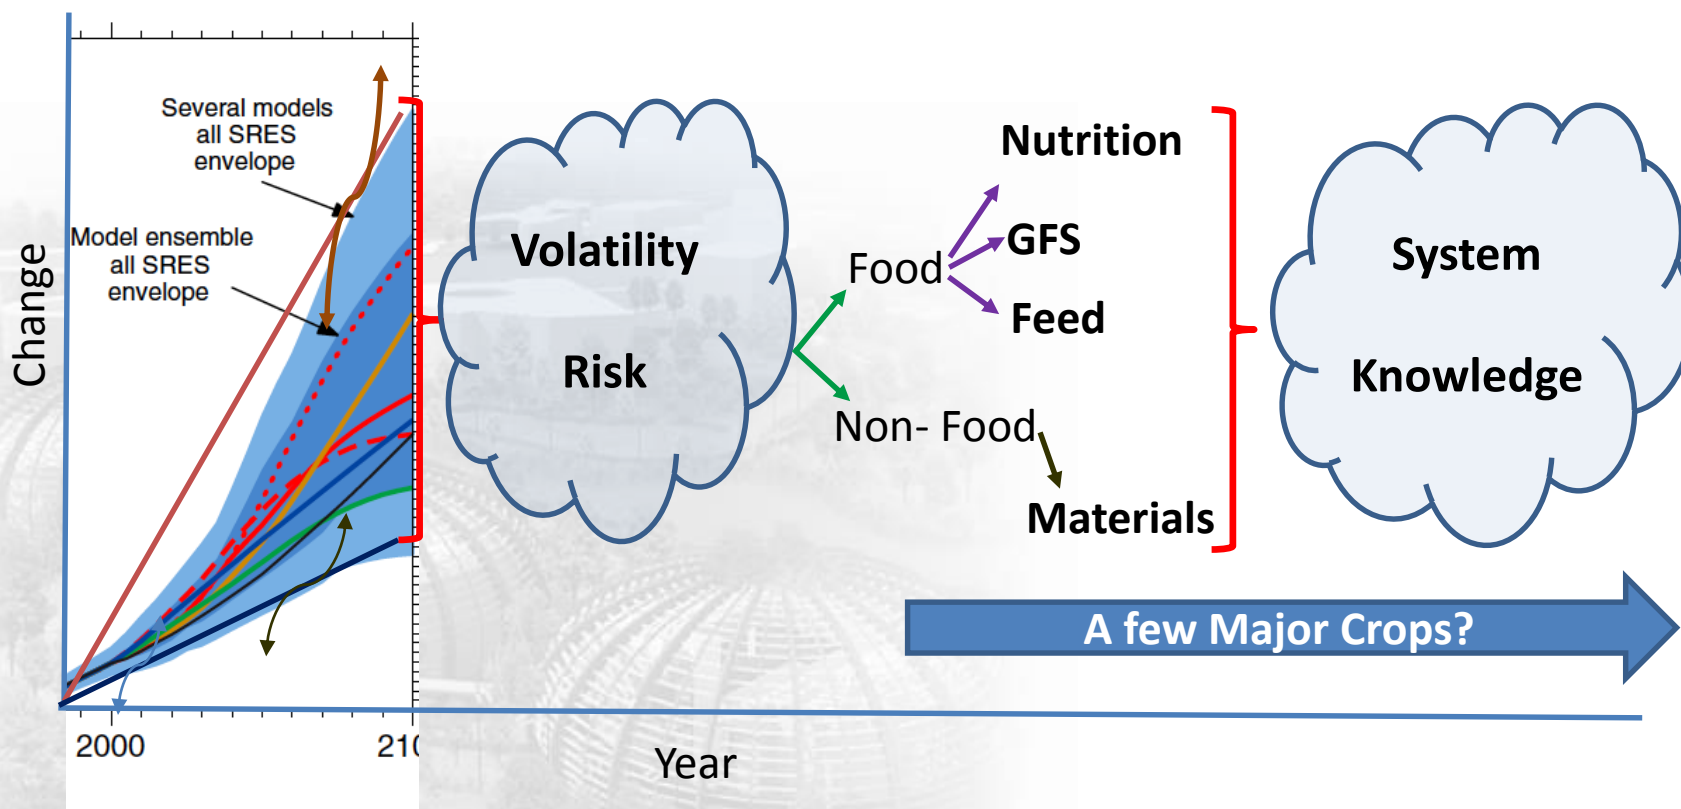 Several models
all SRES
envelope
Model ensemble
all SRES
envelope
Change
2000
210
Year
Volatility
Risk
Food
Non- Food
Nutrition
GFS
Feed
Materials
System
Knowledge
A few Major Crops?